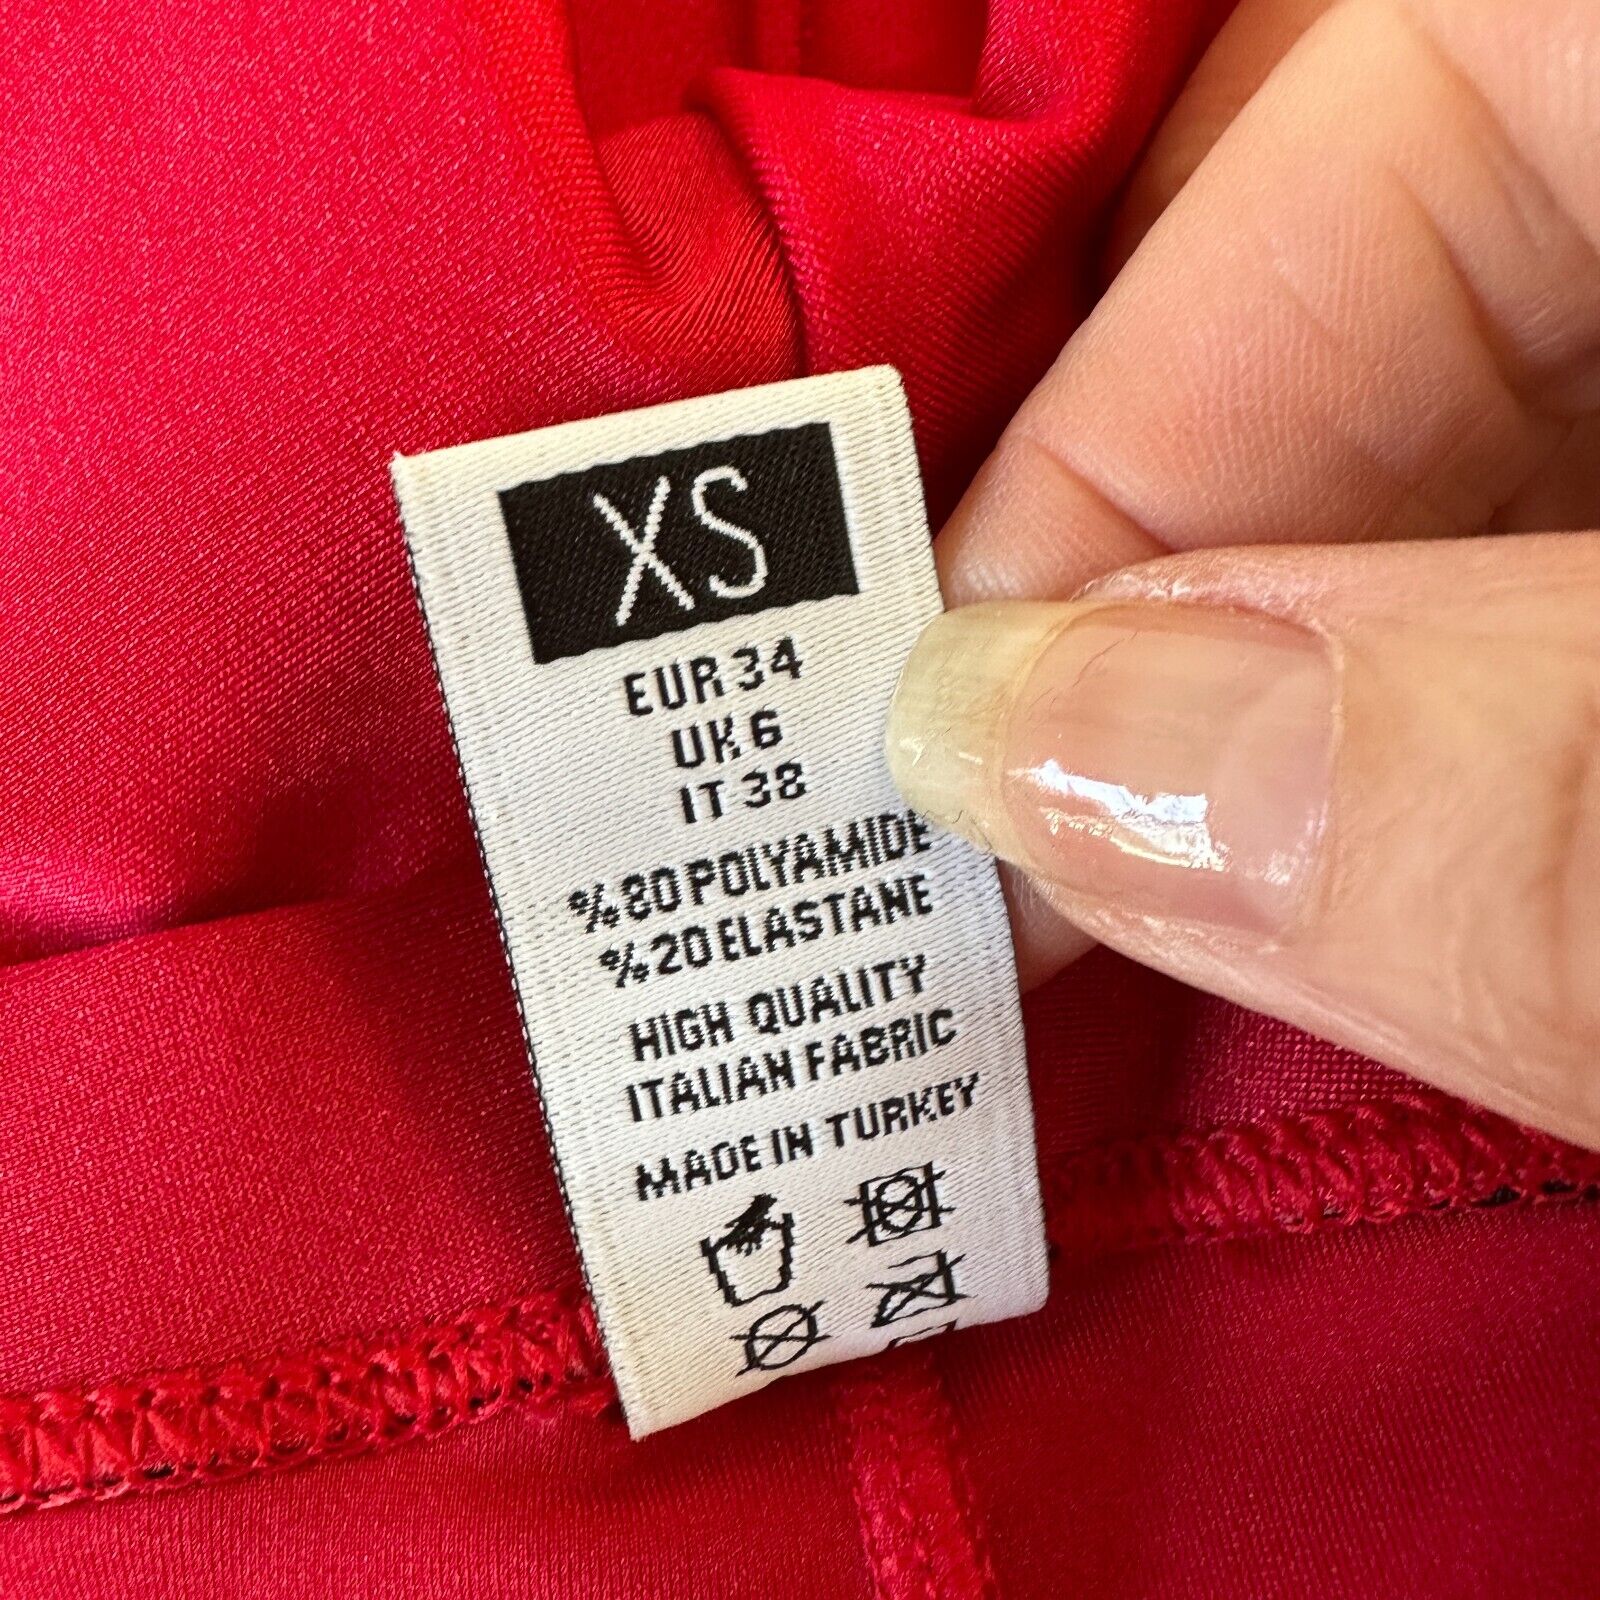 XS
EUR 34
UK 6
IT 38
%80 POLYAMIDE
%20 ELASTANE
HIGH QUALITY
ITALIAN FABRIC
MADE IN TURKEY